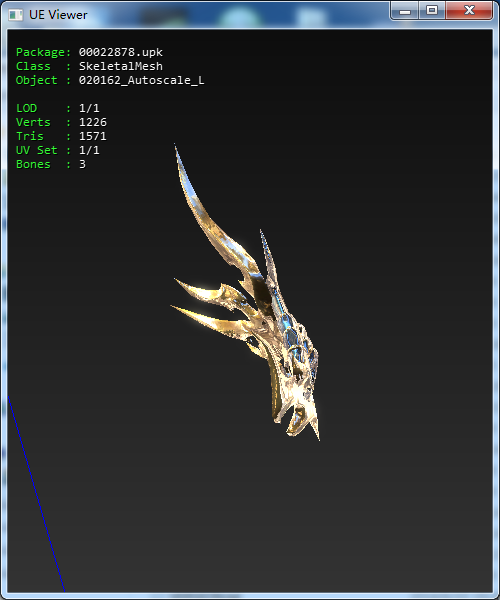 UE Viewer
Package: 00022878.upk
Class : SkeletalMesh
Object : 020162_Autoscale_L
LOD : 1/1
Verts : 1226
Tris : 1571
UV Set : 1/1
Bones : 3